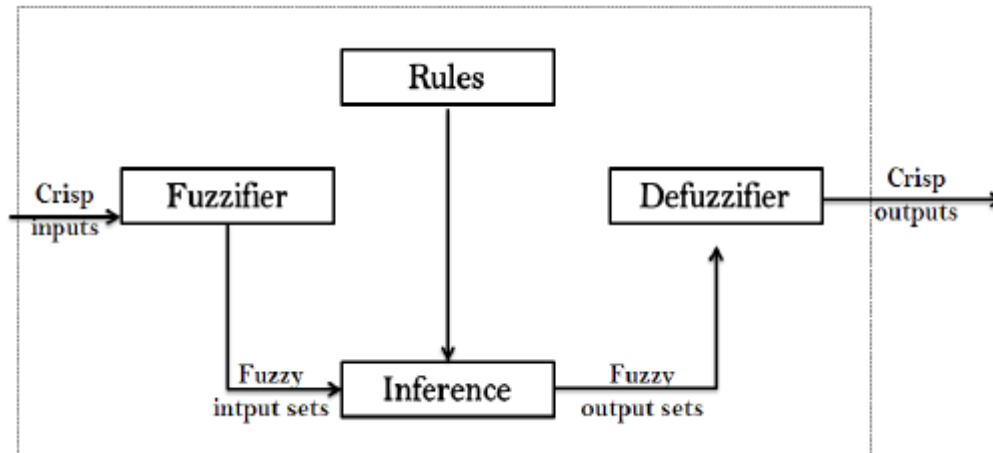 Rules
Crisp
inputs
Fuzzifier
Defuzzifier
Crisp
outputs
Fuzzy
intput sets
Inference
Fuzzy
output sets